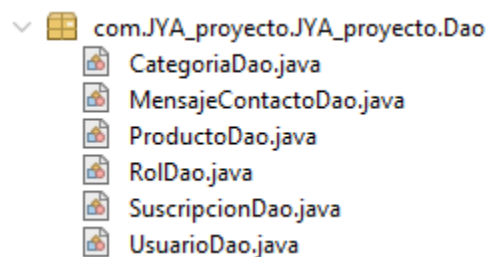 com.JYA_proyecto.JYA_proyecto.Dao
CategoriaDao.java
MensajeContactoDao.java
ProductoDao.java
RolDao.java
SuscripcionDao.java
UsuarioDao.java